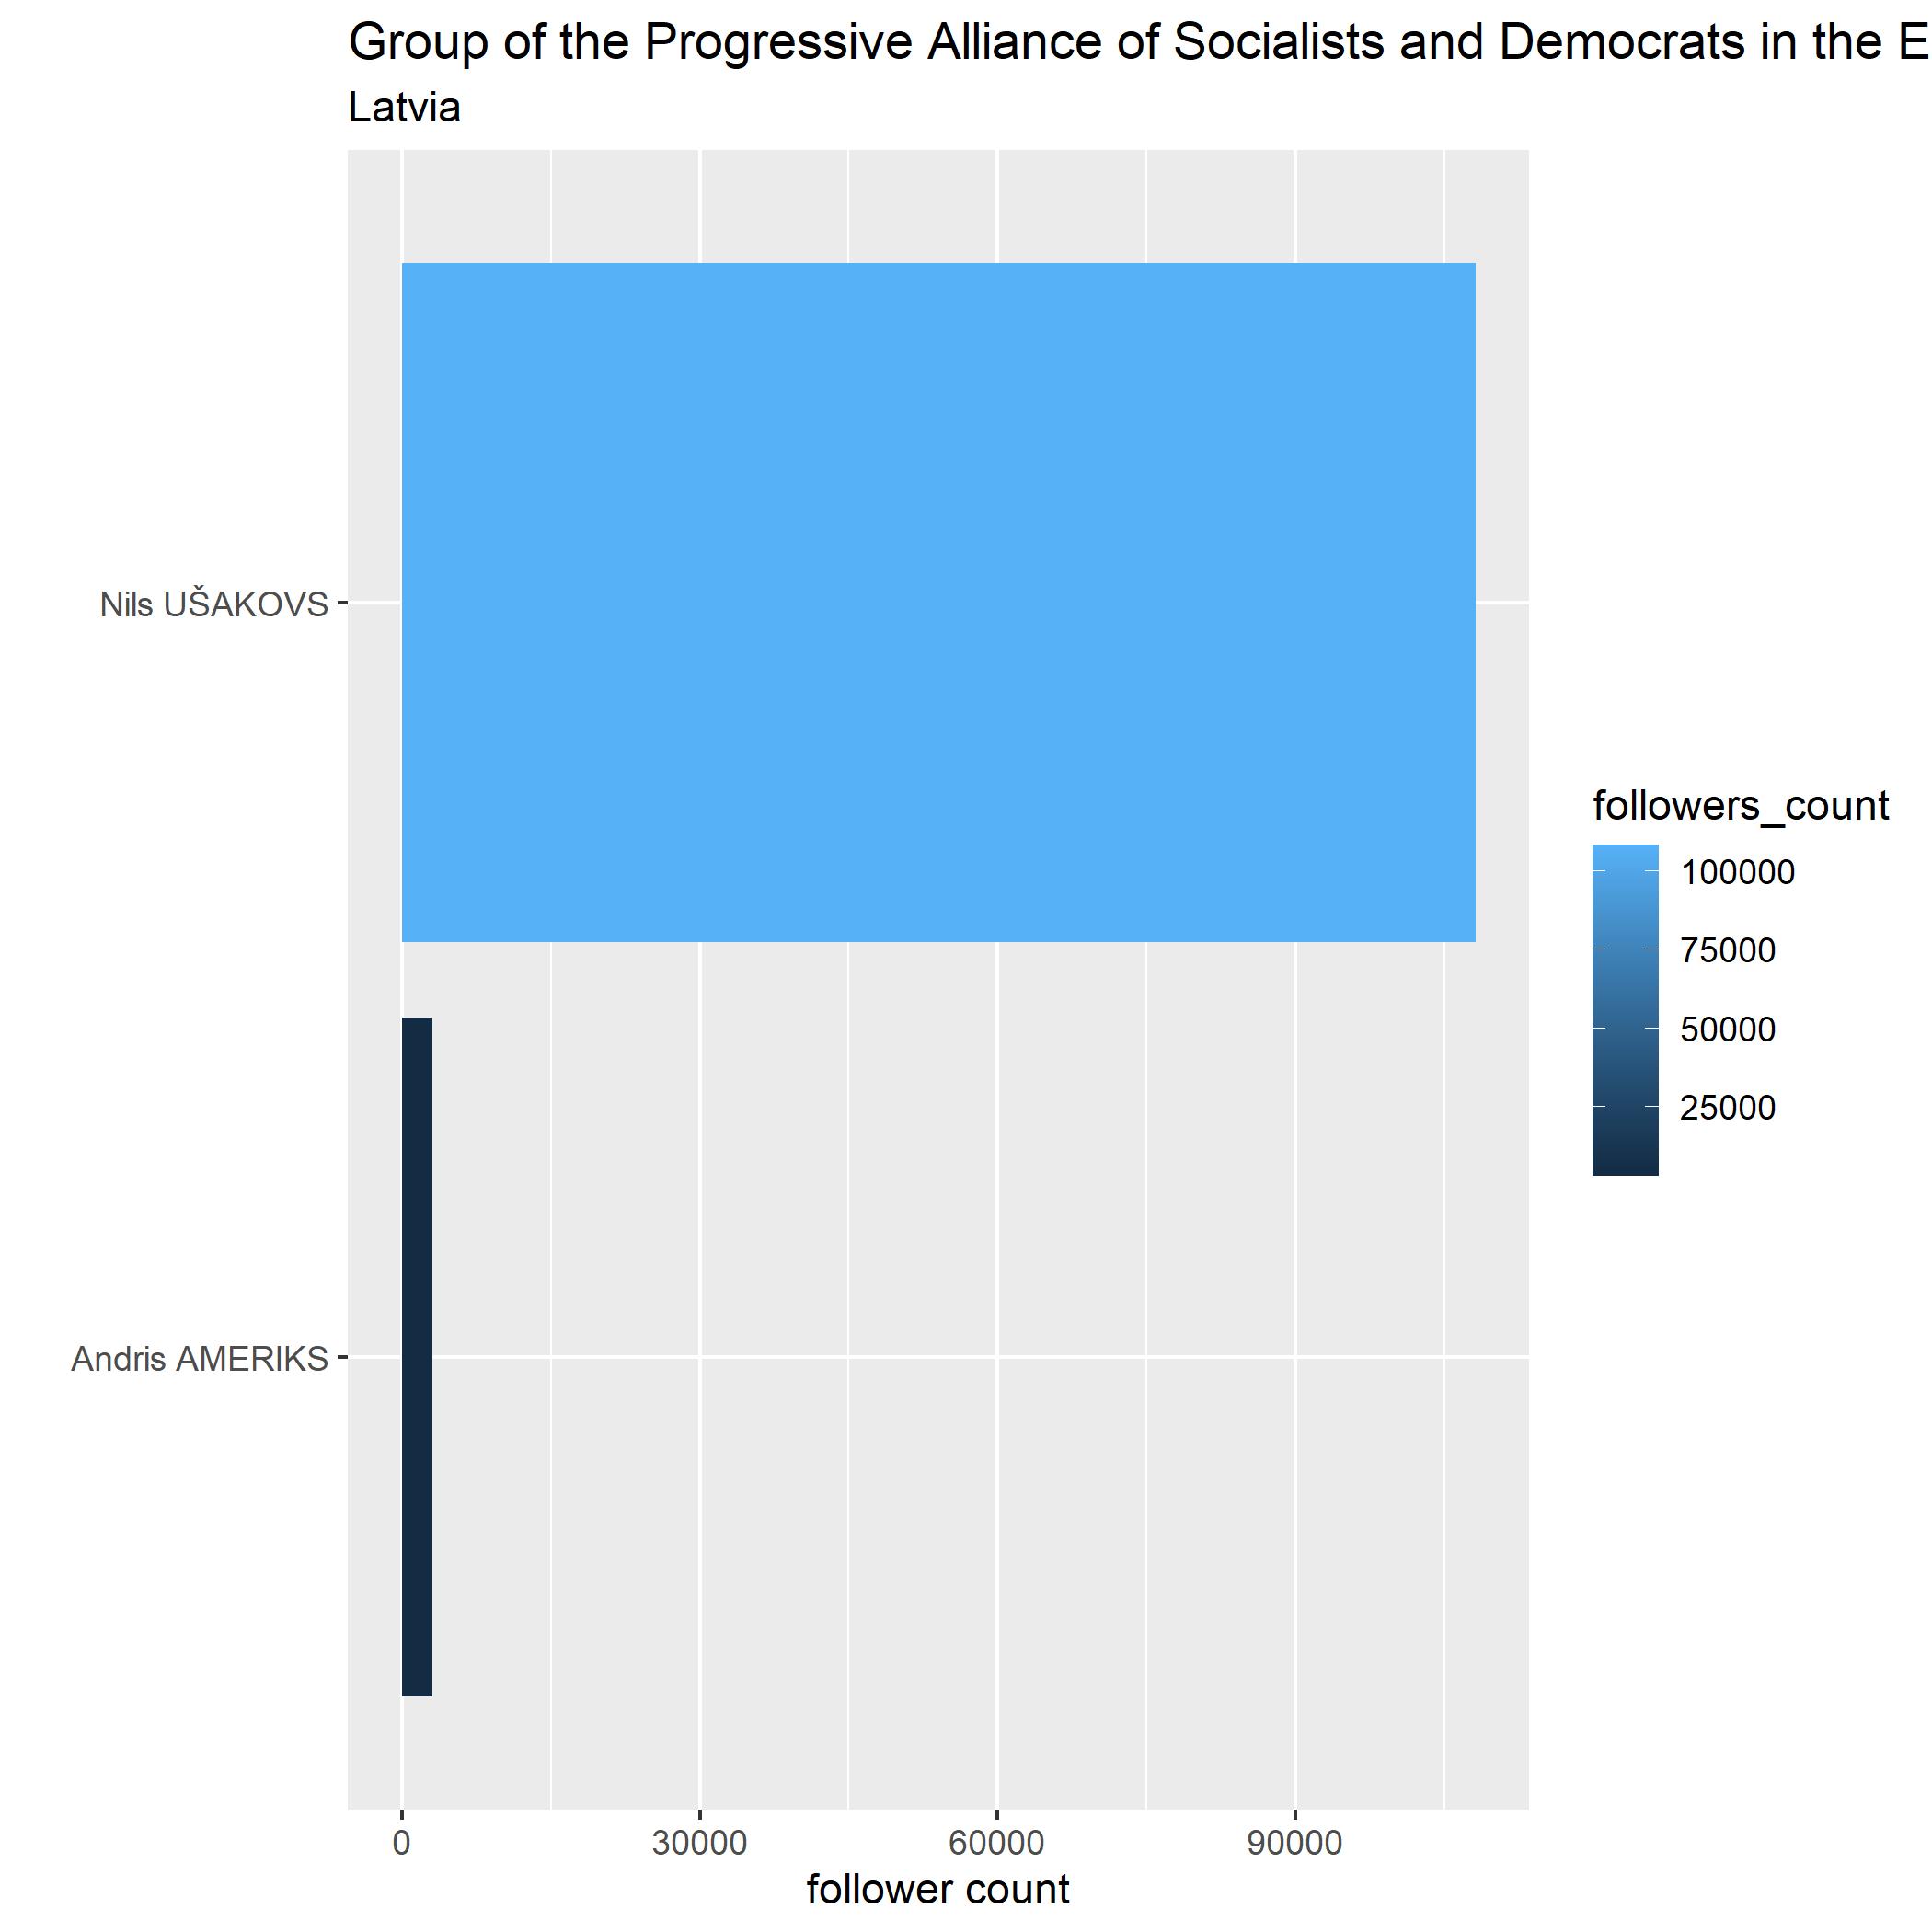 Group of the Progressive Alliance of Socialists and Democrats in the E
Latvia
Nils UŠAKOVS
Andris AMERIKS
0 30000 60000 90000
follower count
followers_count
100000
75000
50000
25000